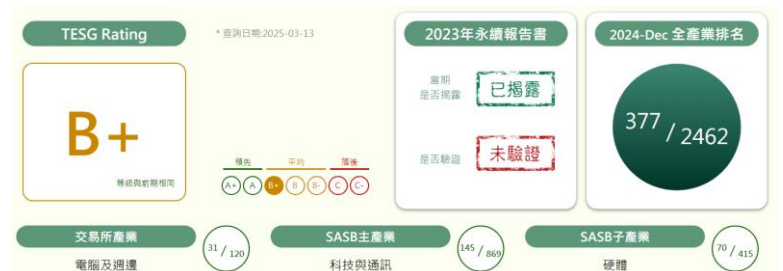 TESG Rating
* 查詢日期:2025-03-13
B+
等級與前期相同
領先 平均 落後
A+ A B+ B B- C C-
2023年永續報告書
當期
是否揭露
已揭露
是否驗證
未驗證
2024-Dec 全產業排名
377 / 2462
交易所產業
電腦及週邊
31 / 120
SASB主產業
科技與通訊
145 / 869
SASB子產業
硬體
70 / 415